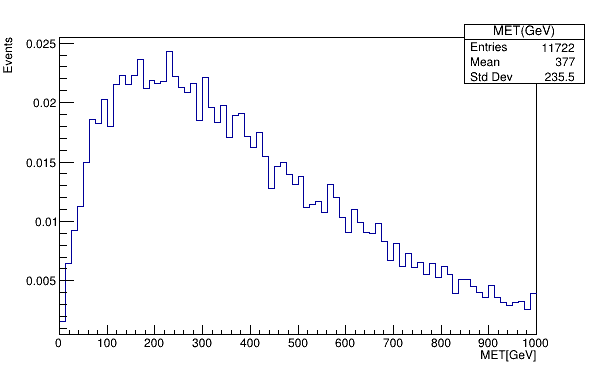 MET(GeV)
Entries 11722
Mean 377
Std Dev 235.5
Events
0.025
0.02
0.015
0.01
0.005
0 100 200 300 400 500 600 700 800 900 1000
MET[GeV]